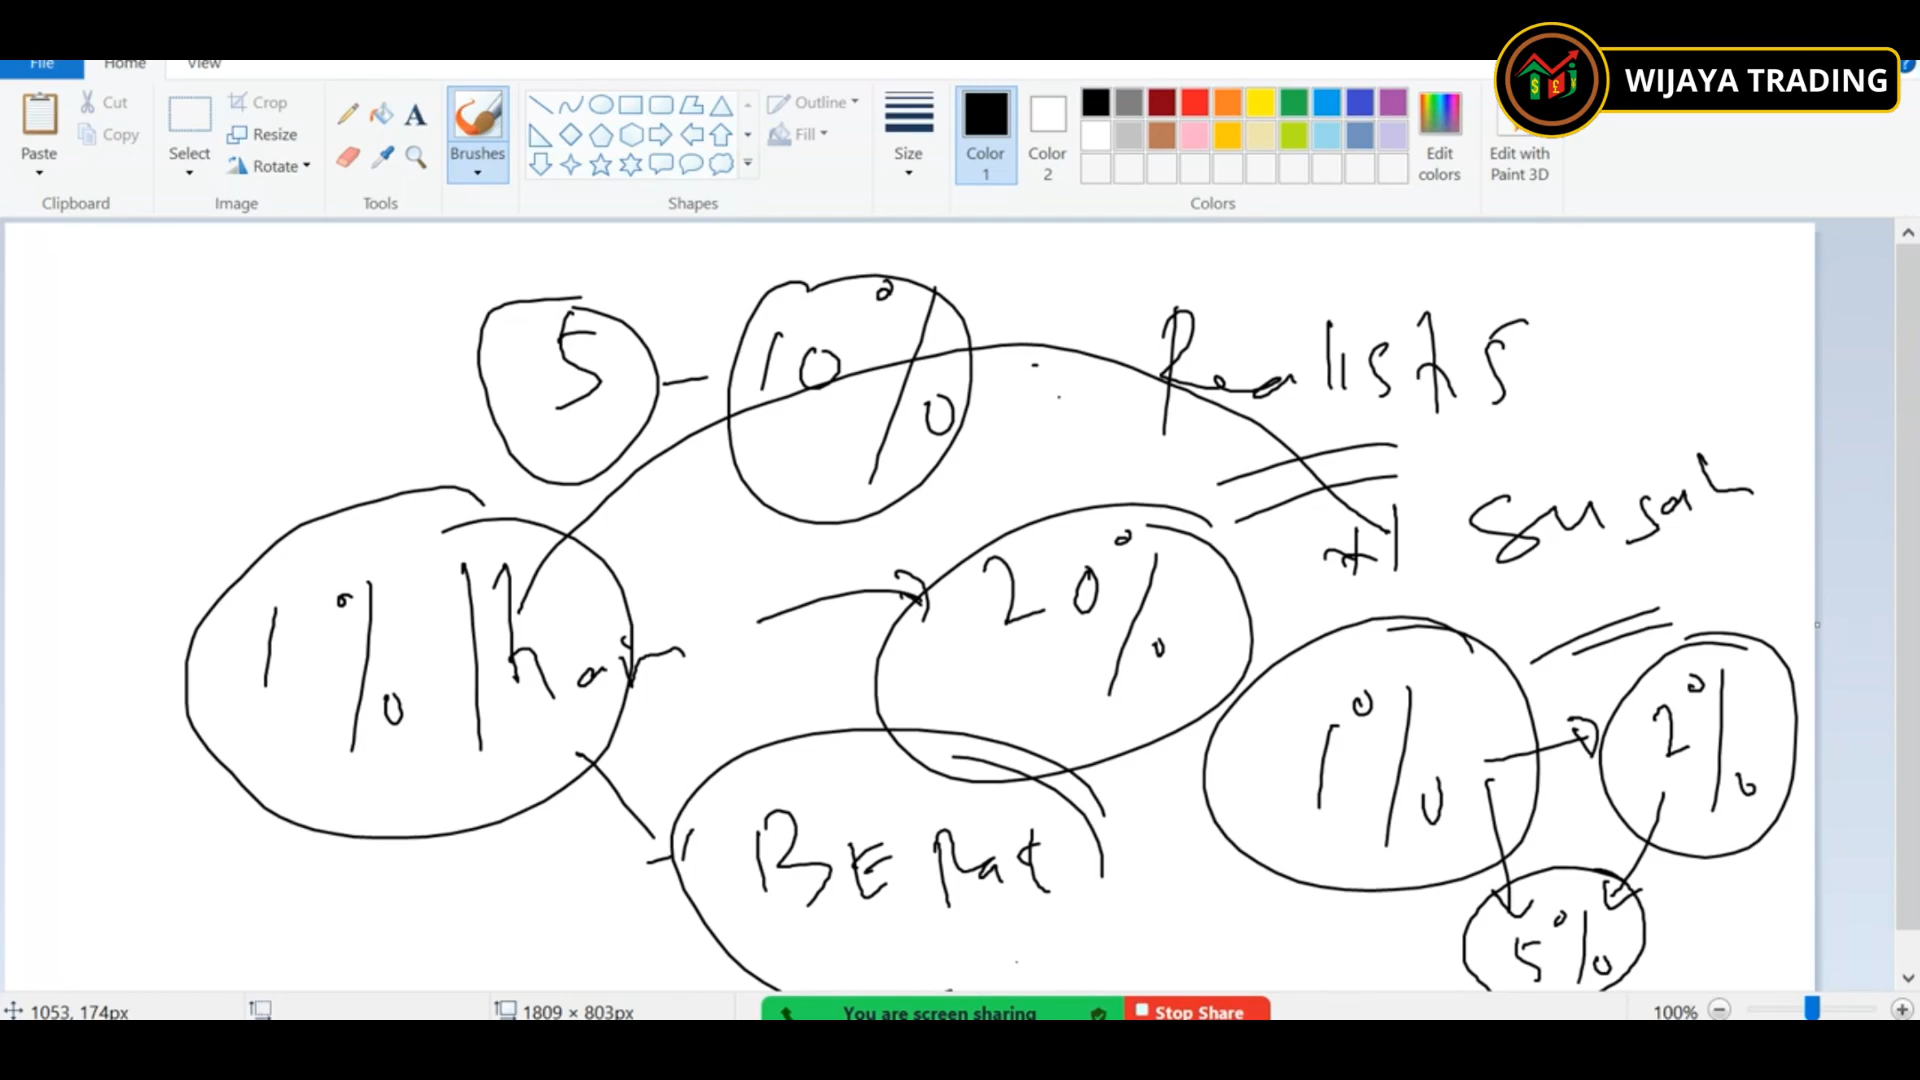 WIJAYA TRADING
File Home View
Cut
Copy
Paste
Clipboard
Select
Crop
Resize
Rotate
Image
A
Tools
Brushes
Outline
Fill
Shapes
Size
Color 1
Color 2
Edit colors
Edit with Paint 3D
Colors
5 - 10%
Realists
1% / hari
20%
+1 Susah
1%
2%
5%
BERat
1053, 174px
1809 × 803px
You are screen sharing
Stop Share
100%